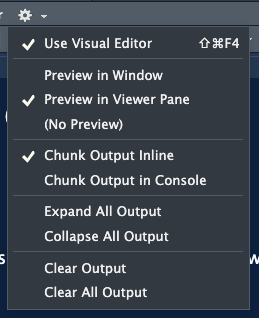 Use Visual Editor ⇧⌘F4
Preview in Window
Preview in Viewer Pane
(No Preview)
Chunk Output Inline
Chunk Output in Console
Expand All Output
Collapse All Output
Clear Output
Clear All Output